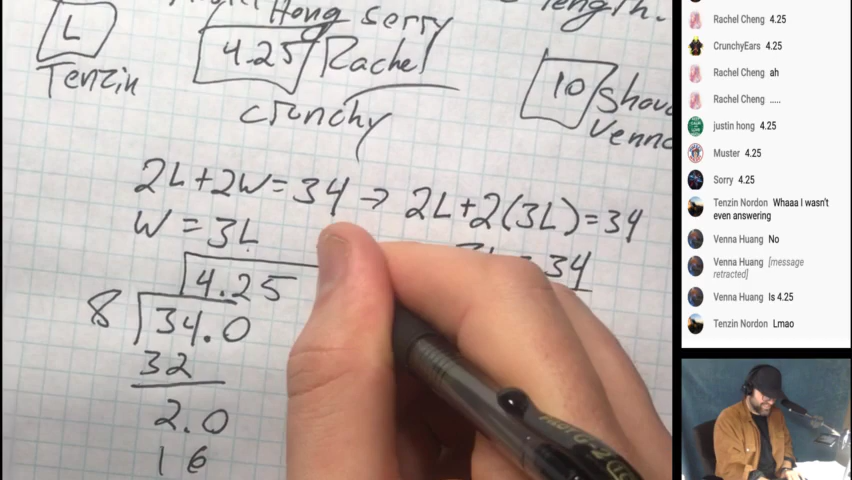 Hong Sorry
length.
L
4.25 Rachel
10
Tenzin
Crunchy
2L+2W=34 → 2L+2(3L)=34
W = 3L
= 34
4.25
8 34.0
32
2.0
16
Rachel Cheng 4.25
CrunchyEars 4.25
Rachel Cheng ah
Rachel Cheng .....
justin hong 4.25
Muster 4.25
Sorry 4.25
Tenzin Nordon Whaaa I wasn't
even answering
Venna Huang No
Venna Huang [message
retracted]
Venna Huang Is 4.25
Tenzin Nordon Lmao